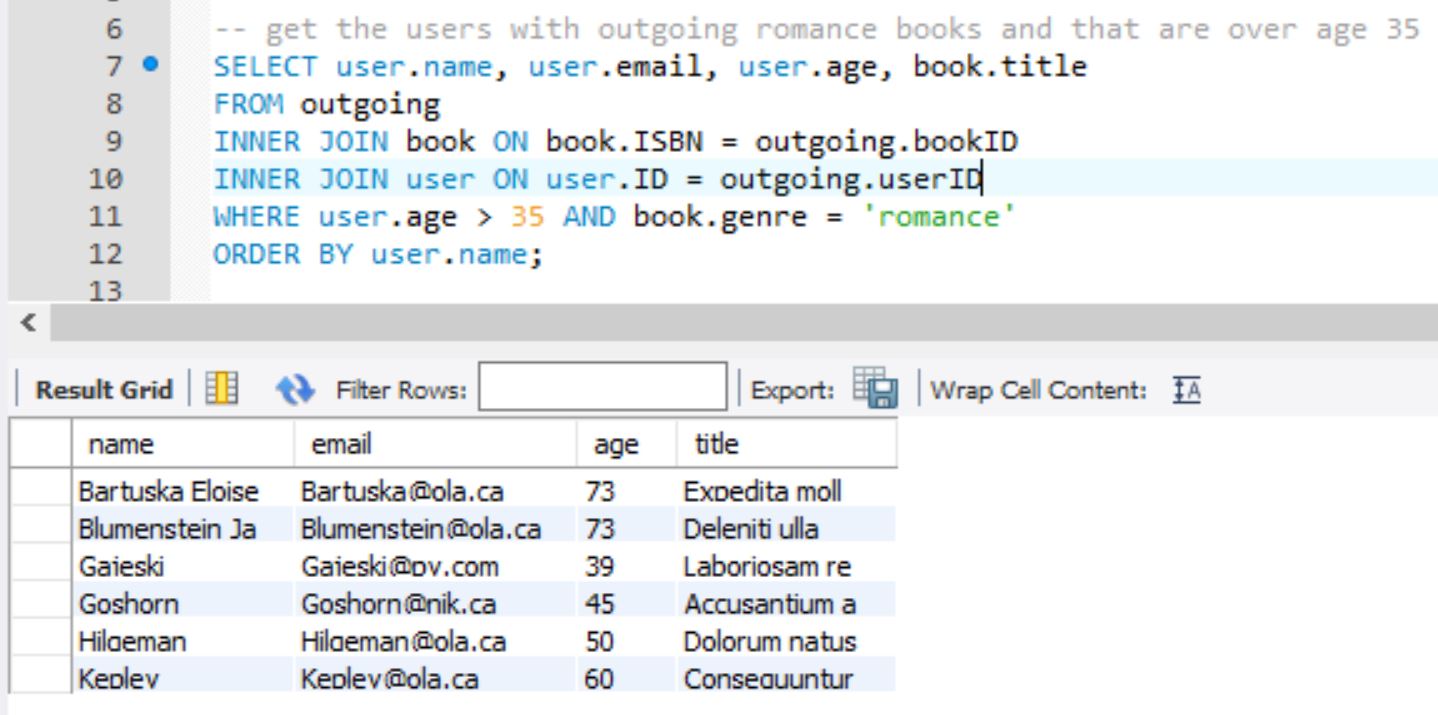 6 -- get the users with outgoing romance books and that are over age 35
7 SELECT user.name, user.email, user.age, book.title
8 FROM outgoing
9 INNER JOIN book ON book.ISBN = outgoing.bookID
10 INNER JOIN user ON user.ID = outgoing.userID
11 WHERE user.age > 35 AND book.genre = 'romance'
12 ORDER BY user.name;
13
Result Grid Filter Rows: Export: Wrap Cell Content:
name email age title
Bartuska Eloise Bartuska@ola.ca 73 Expedita moll
Blumenstein Ja Blumenstein@ola.ca 73 Deleniti ulla
Gajeski Gajeski@pv.com 39 Laboriosam re
Goshorn Goshorn@nik.ca 45 Accusantium a
Hilgeman Hilgeman@ola.ca 50 Dolorum natus
Kepley Kepley@ola.ca 60 Consequuntur